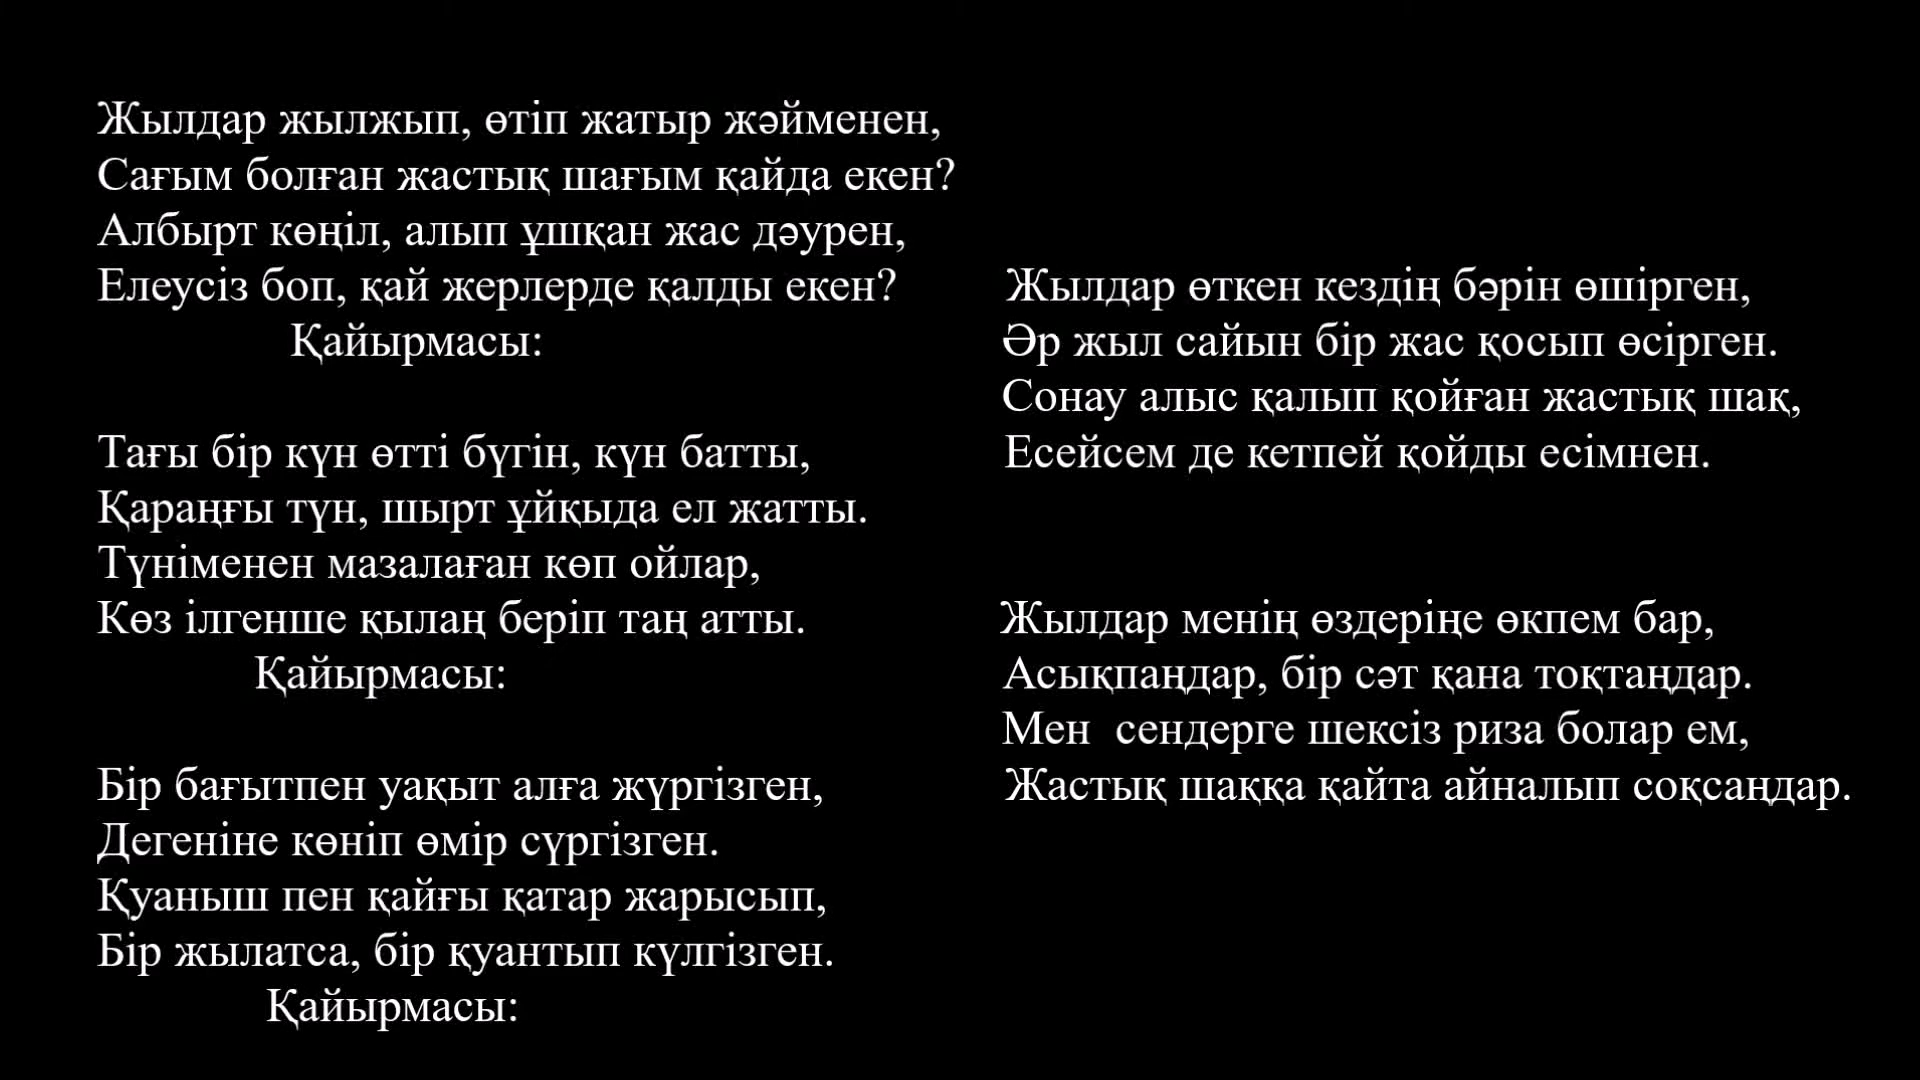 Жылдар жылжып, өтіп жатыр жәйменен,
Сағым болған жастық шағым қайда екен?
Албырт көңіл, алып ұшқан жас дәурен,
Елеусіз боп, қай жерлерде қалды екен?
Қайырмасы:
Тағы бір күн өтті бүгін, күн батты,
Қараңғы түн, шырт ұйқыда ел жатты.
Түніменен мазалаған көп ойлар,
Көз ілгенше қылаң беріп таң атты.
Қайырмасы:
Бір бағытпен уақыт алға жүргізген,
Дегеніне көніп өмір сүргізген.
Қуаныш пен қайғы қатар жарысып,
Бір жылатса, бір қуантып күлгізген.
Қайырмасы:
Жылдар өткен кездің бәрін өшірген,
Әр жыл сайын бір жас қосып өсірген.
Сонау алыс қалып қойған жастық шақ,
Есейсем де кетпей қойды есімнен.
Жылдар менің өздеріңе өкпем бар,
Асықпаңдар, бір сәт қана тоқтаңдар.
Мен  сендерге шексіз риза болар ем,
Жастық шаққа қайта айналып соқсаңдар.